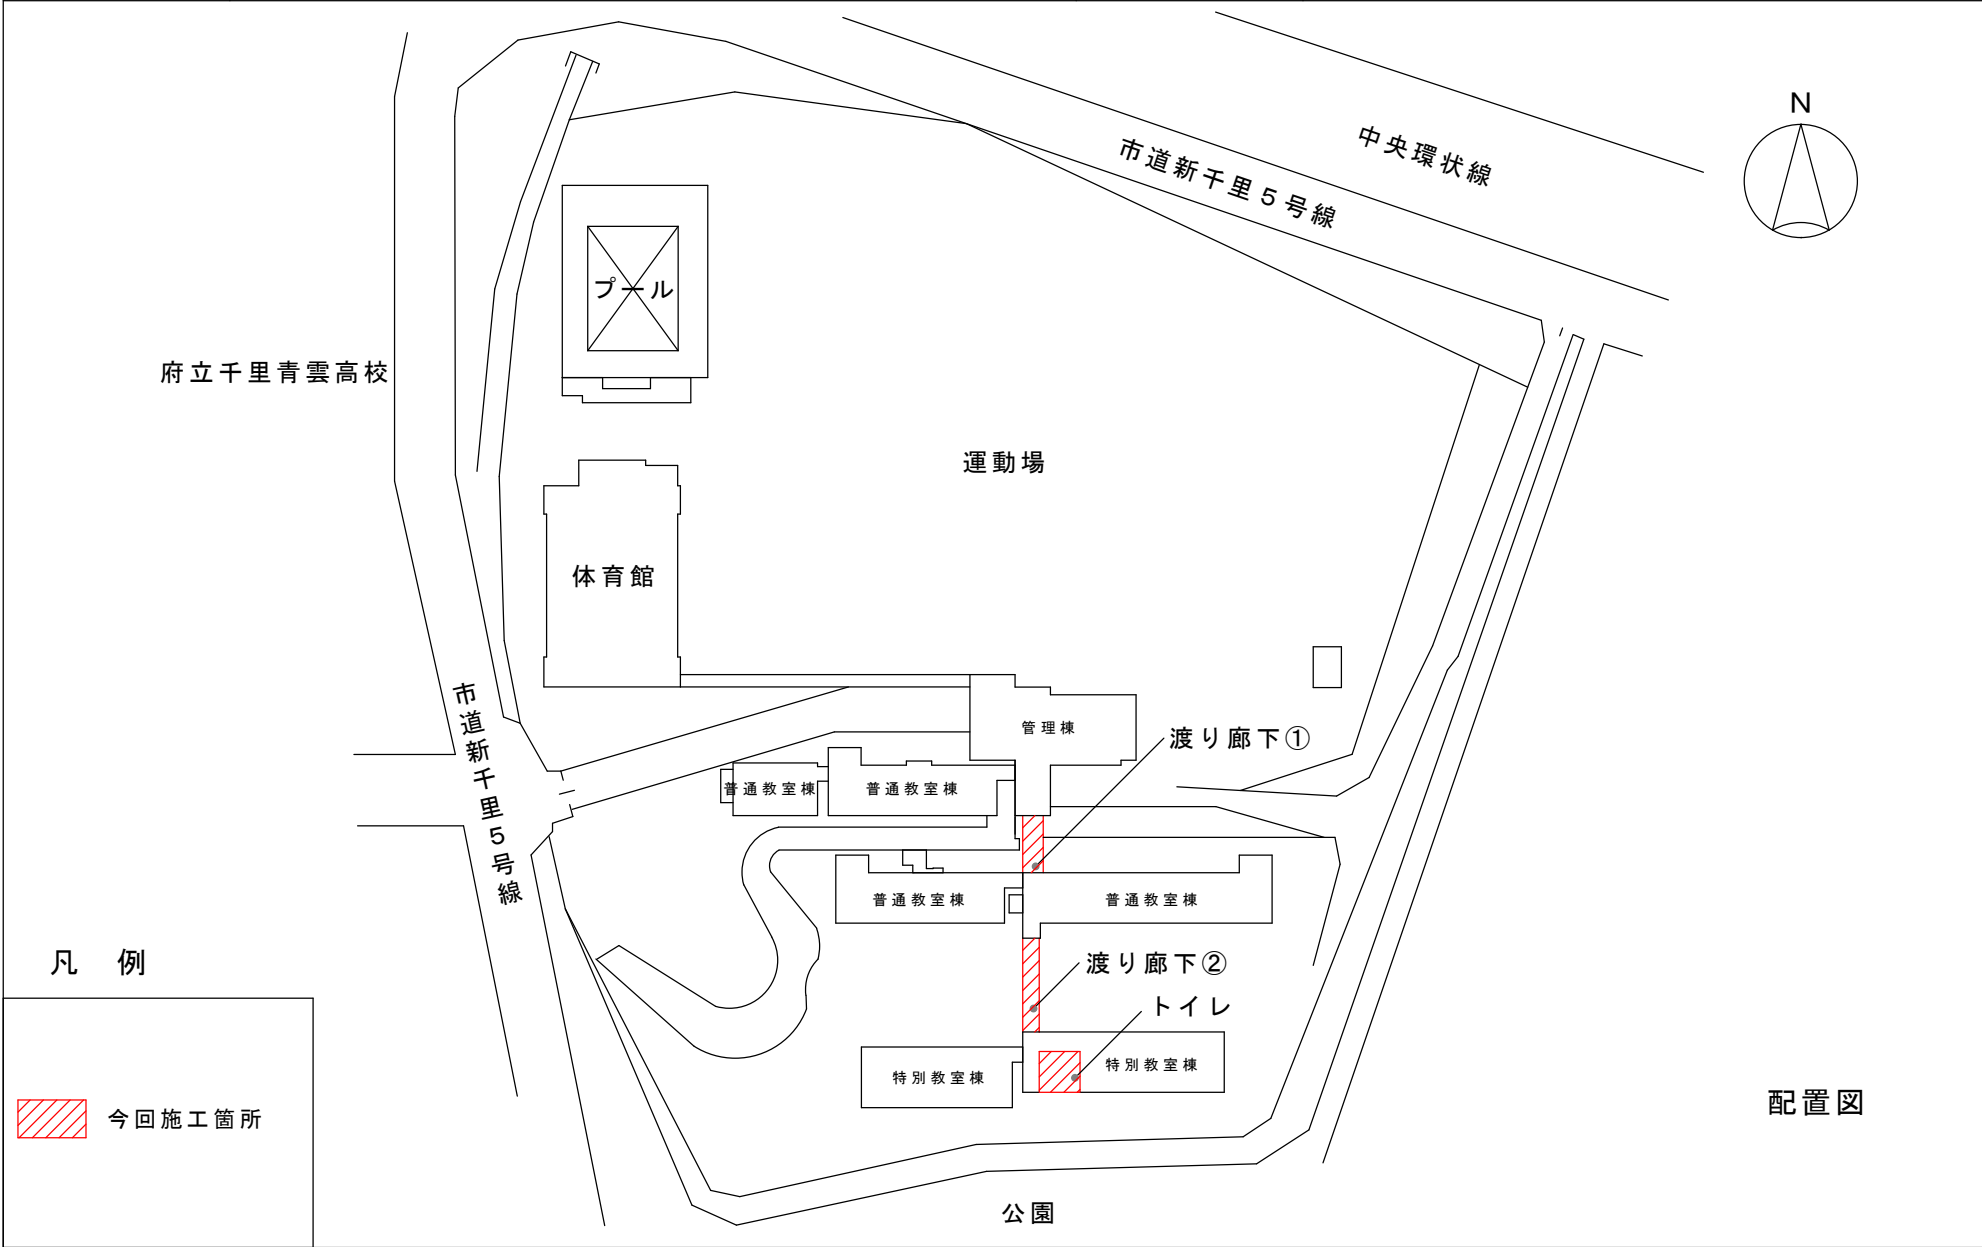 N
中央環状線
市道新千里5号線
プール
府立千里青雲高校
運動場
体育館
市道新千里5号線
管理棟
渡り廊下①
普通教室棟
普通教室棟
普通教室棟
普通教室棟
凡 例
渡り廊下②
トイレ
特別教室棟
特別教室棟
今回施工箇所
配置図
公園